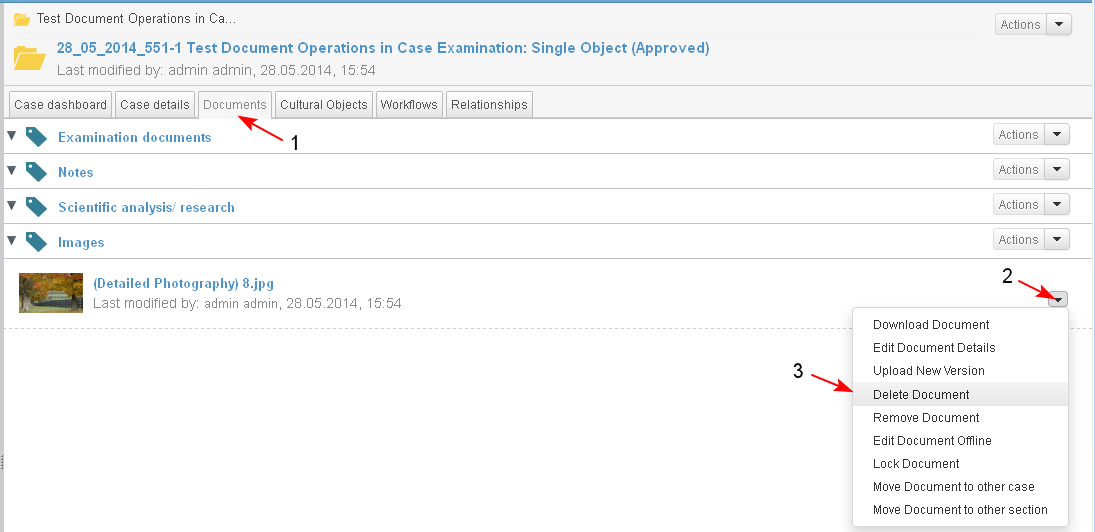 Test Document Operations in Ca...
Actions
28_05_2014_551-1 Test Document Operations in Case Examination: Single Object (Approved)
Last modified by: admin admin, 28.05.2014, 15:54
Case dashboard Case details Documents Cultural Objects Workflows Relationships
1
Examination documents Actions
Notes Actions
Scientific analysis/ research Actions
Images Actions
(Detailed Photography) 8.jpg
Last modified by: admin admin, 28.05.2014, 15:54
2
Download Document
Edit Document Details
Upload New Version
3
Delete Document
Remove Document
Edit Document Offline
Lock Document
Move Document to other case
Move Document to other section